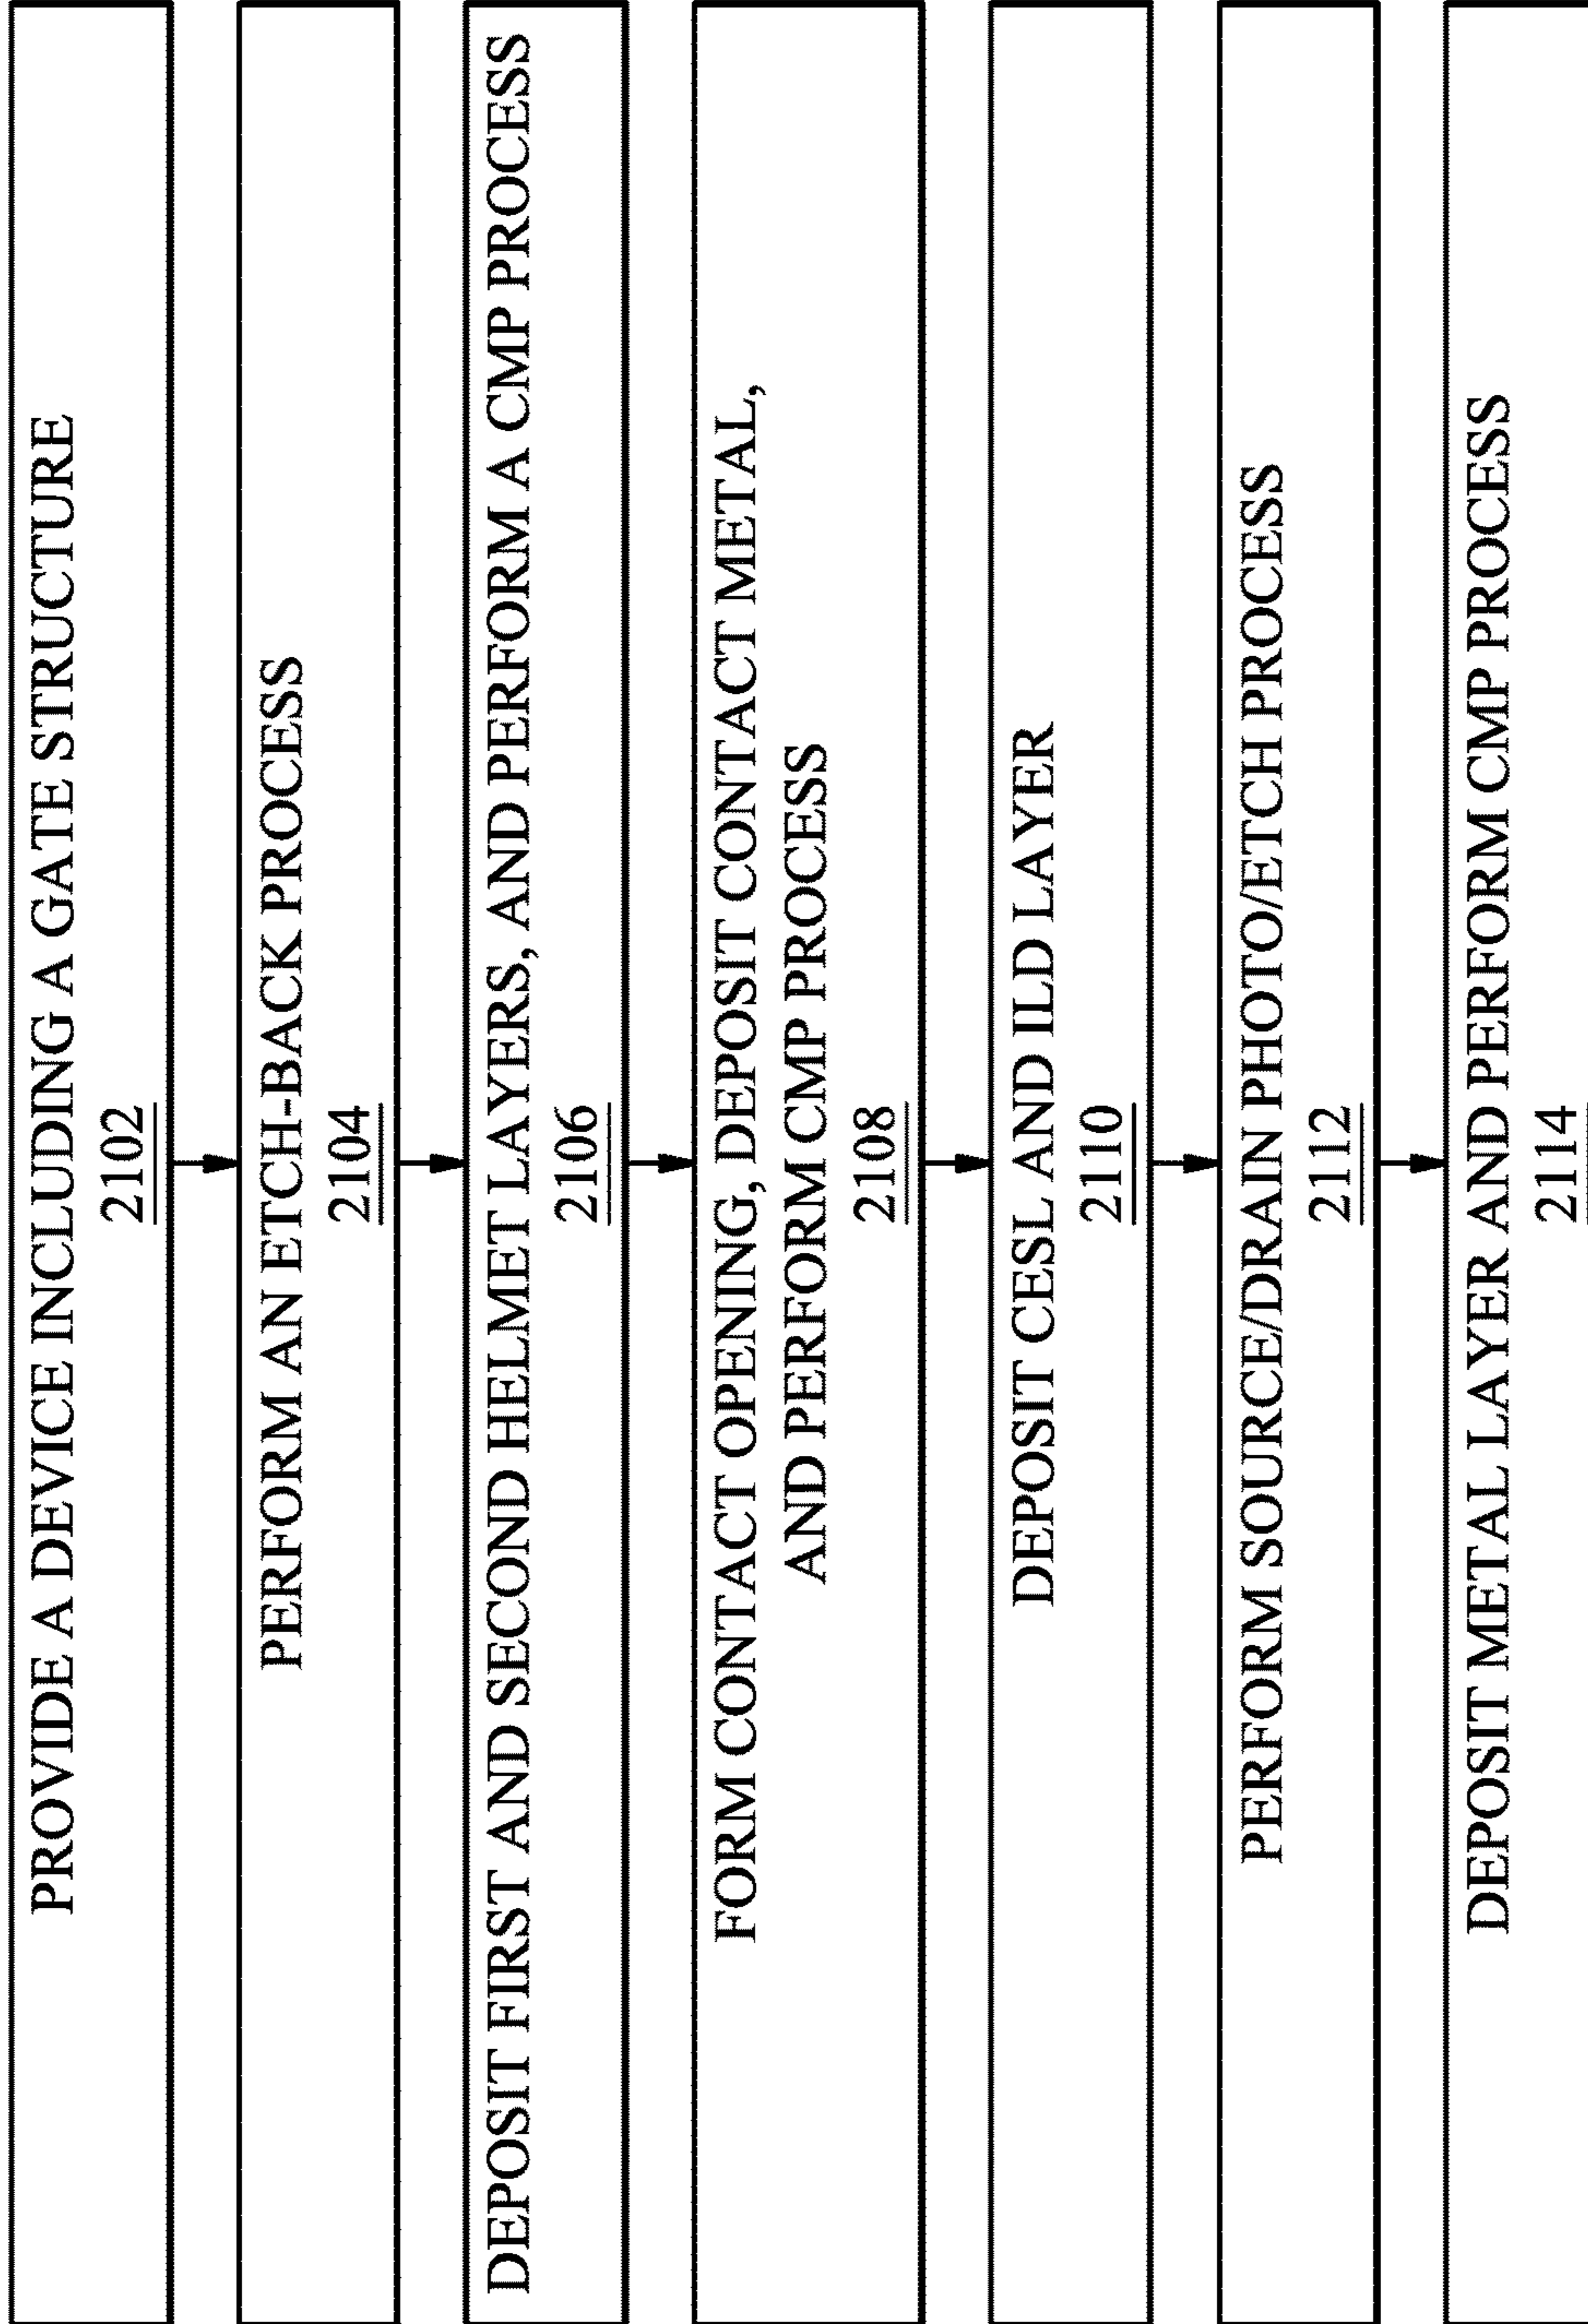 PROVIDE A DEVICE INCLUDING A GATE STRUCTURE
2102
PERFORM AN ETCH-BACK PROCESS
2104
DEPOSIT FIRST AND SECOND HELMET LAYERS, AND PERFORM A CMP PROCESS
2106
FORM CONTACT OPENING, DEPOSIT CONTACT METAL,
AND PERFORM CMP PROCESS
2108
DEPOSIT CESL AND ILD LAYER
2110
PERFORM SOURCE/DRAIN PHOTO/ETCH PROCESS
2112
DEPOSIT METAL LAYER AND PERFORM CMP PROCESS
2114